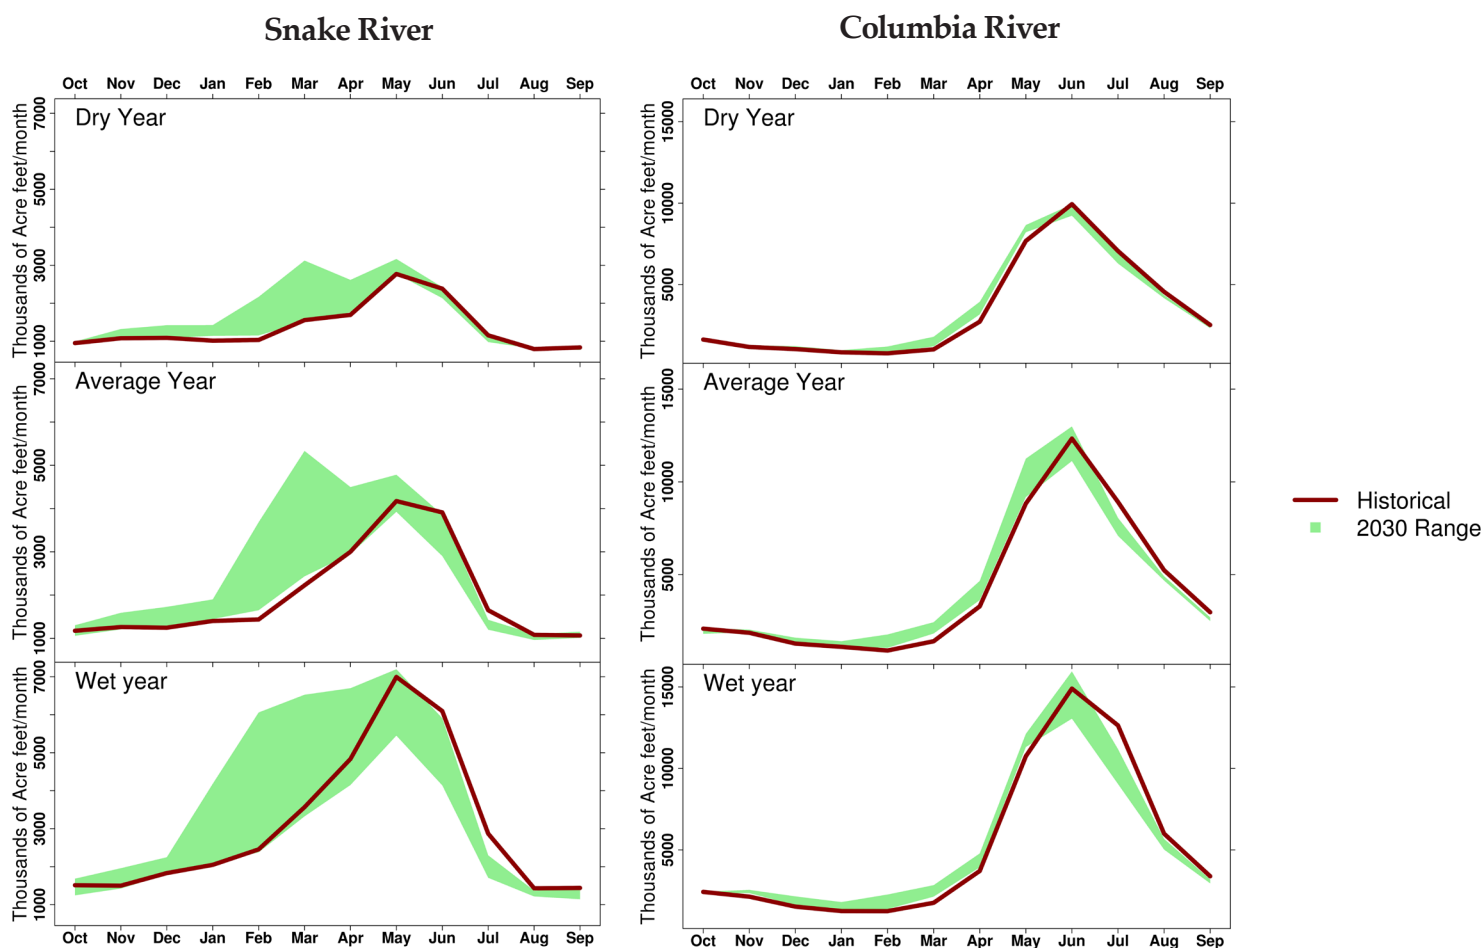 Snake River
Columbia River
Oct Nov Dec Jan Feb Mar Apr May Jun Jul Aug Sep
Oct Nov Dec Jan Feb Mar Apr May Jun Jul Aug Sep
Dry Year
Thousands of Acre feet/month
7000
5000
3000
1000
Dry Year
Thousands of Acre feet/month
15000
10000
5000
Average Year
Thousands of Acre feet/month
7000
5000
3000
1000
Average Year
Thousands of Acre feet/month
15000
10000
5000
Historical
2030 Range
Wet year
Thousands of Acre feet/month
7000
5000
3000
1000
Wet year
Thousands of Acre feet/month
15000
10000
5000
Oct Nov Dec Jan Feb Mar Apr May Jun Jul Aug Sep
Oct Nov Dec Jan Feb Mar Apr May Jun Jul Aug Sep